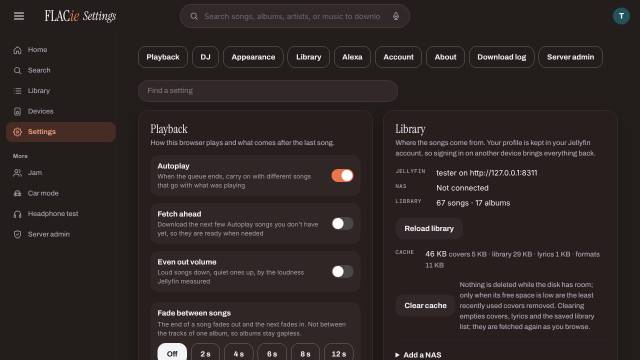 FLACie Settings
Search songs, albums, artists, or music to downlo
T
Home
Search
Library
Devices
Settings
More
Jam
Car mode
Headphone test
Server admin
Playback
DJ
Appearance
Library
Alexa
Account
About
Download log
Server admin
Find a setting
Playback
How this browser plays and what comes after the last song.
Autoplay
When the queue ends, carry on with different songs
that go with what was playing
Fetch ahead
Download the next few Autoplay songs you don't have
yet, so they are ready when needed
Even out volume
Loud songs down, quiet ones up, by the loudness
Jellyfin measured
Fade between songs
The end of a song fades out and the next fades in. Not between
the tracks of one album, so albums stay gapless.
Off
2 s
4 s
6 s
8 s
12 s
Library
Where the songs come from. Your profile is kept in your Jellyfin
account, so signing in on another device brings everything back.
JELLYFIN tester on http://127.0.0.1:8311
NAS Not connected
LIBRARY 67 songs · 17 albums
Reload library
CACHE 46 KB covers 5 KB · library 29 KB · lyrics 1 KB · formats
11 KB
Clear cache
Nothing is deleted while the disk has room;
only when its free space is low are the least
recently used covers removed. Clearing
empties covers, lyrics and the saved library
list; they are fetched again as you browse.
Add a NAS